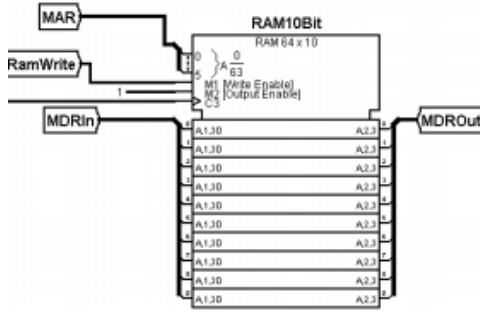 MAR
RAM10Bit
RAM 64 x 10
0
A 0
63
RamWrite
5
M1 [Write Enable]
1
M2 [Output Enable]
C3
MDRIn
MDROut
0 A,1,3D A,2,3 0
1 A,1,3D A,2,3 1
2 A,1,3D A,2,3 2
3 A,1,3D A,2,3 3
4 A,1,3D A,2,3 4
5 A,1,3D A,2,3 5
6 A,1,3D A,2,3 6
7 A,1,3D A,2,3 7
8 A,1,3D A,2,3 8
9 A,1,3D A,2,3 9